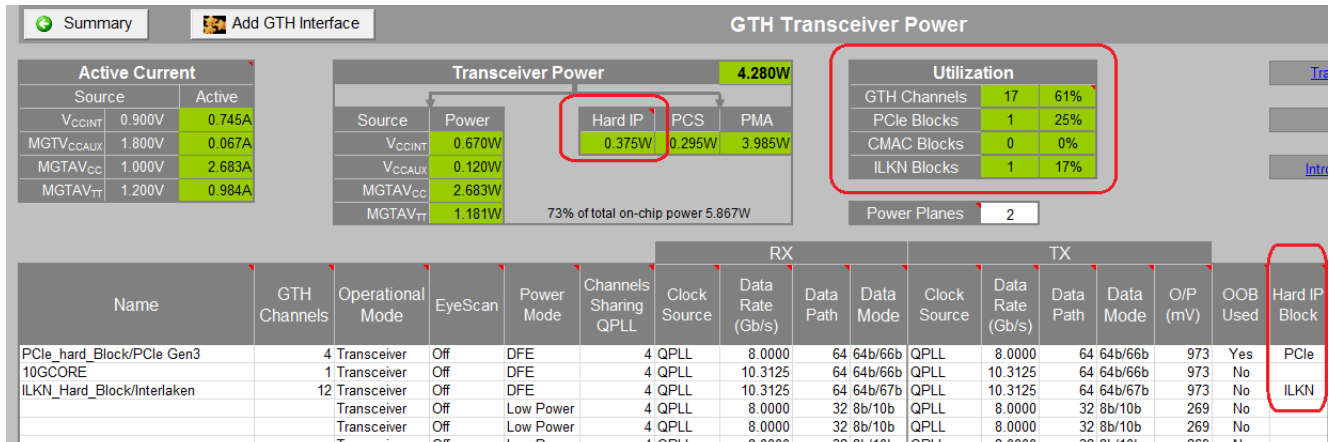 Summary Add GTH Interface GTH Transceiver Power
Active Current Transceiver Power 4.280W Utilization
Source Active GTH Channels 17 61%
VCCINT 0.900V 0.745A Source Power Hard IP PCS PMA PCIe Blocks 1 25%
MGTVCCAUX 1.800V 0.067A VCCINT 0.670W 0.375W 0.295W 3.985W CMAC Blocks 0 0%
MGTAVCC 1.000V 2.683A VCCAUX 0.120W ILKN Blocks 1 17%
MGTAVTT 1.200V 0.984A MGTAVCC 2.683W
MGTAVTT 1.181W 73% of total on-chip power 5.867W Power Planes 2
RX TX
Name GTH Channels Operational Mode EyeScan Power Mode Channels Sharing QPLL Clock Source Data Rate (Gb/s) Data Path Data Mode Clock Source Data Rate (Gb/s) Data Path Data Mode O/P (mV) OOB Used Hard IP Block
PCIe_hard_Block/PCIe Gen3 4 Transceiver Off DFE 4 QPLL 8.0000 64 64b/66b QPLL 8.0000 64 64b/66b 973 Yes PCIe
10GCORE 1 Transceiver Off DFE 4 QPLL 10.3125 64 64b/66b QPLL 10.3125 64 64b/66b 973 No
ILKN_Hard_Block/Interlaken 12 Transceiver Off DFE 4 QPLL 10.3125 64 64b/67b QPLL 10.3125 64 64b/67b 973 No ILKN
Transceiver Off Low Power 4 QPLL 8.0000 32 8b/10b QPLL 8.0000 32 8b/10b 269 No
Transceiver Off Low Power 4 QPLL 8.0000 32 8b/10b QPLL 8.0000 32 8b/10b 269 No